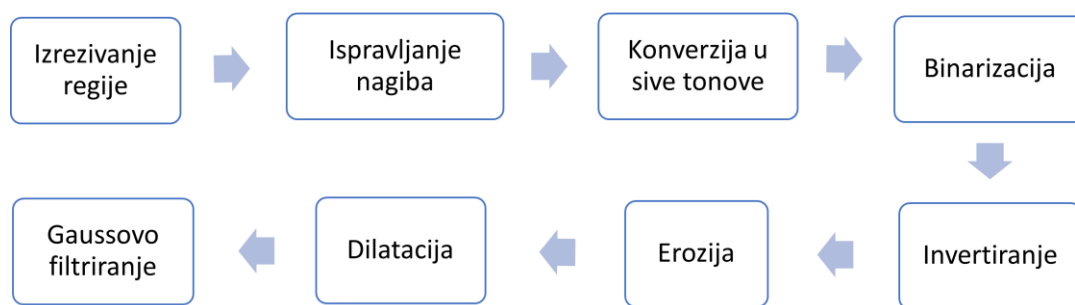 Izrezivanje
regije
Ispravljanje
nagiba
Konverzija u
sive tonove
Binarizacija
Invertiranje
Erozija
Dilatacija
Gaussovo
filtriranje